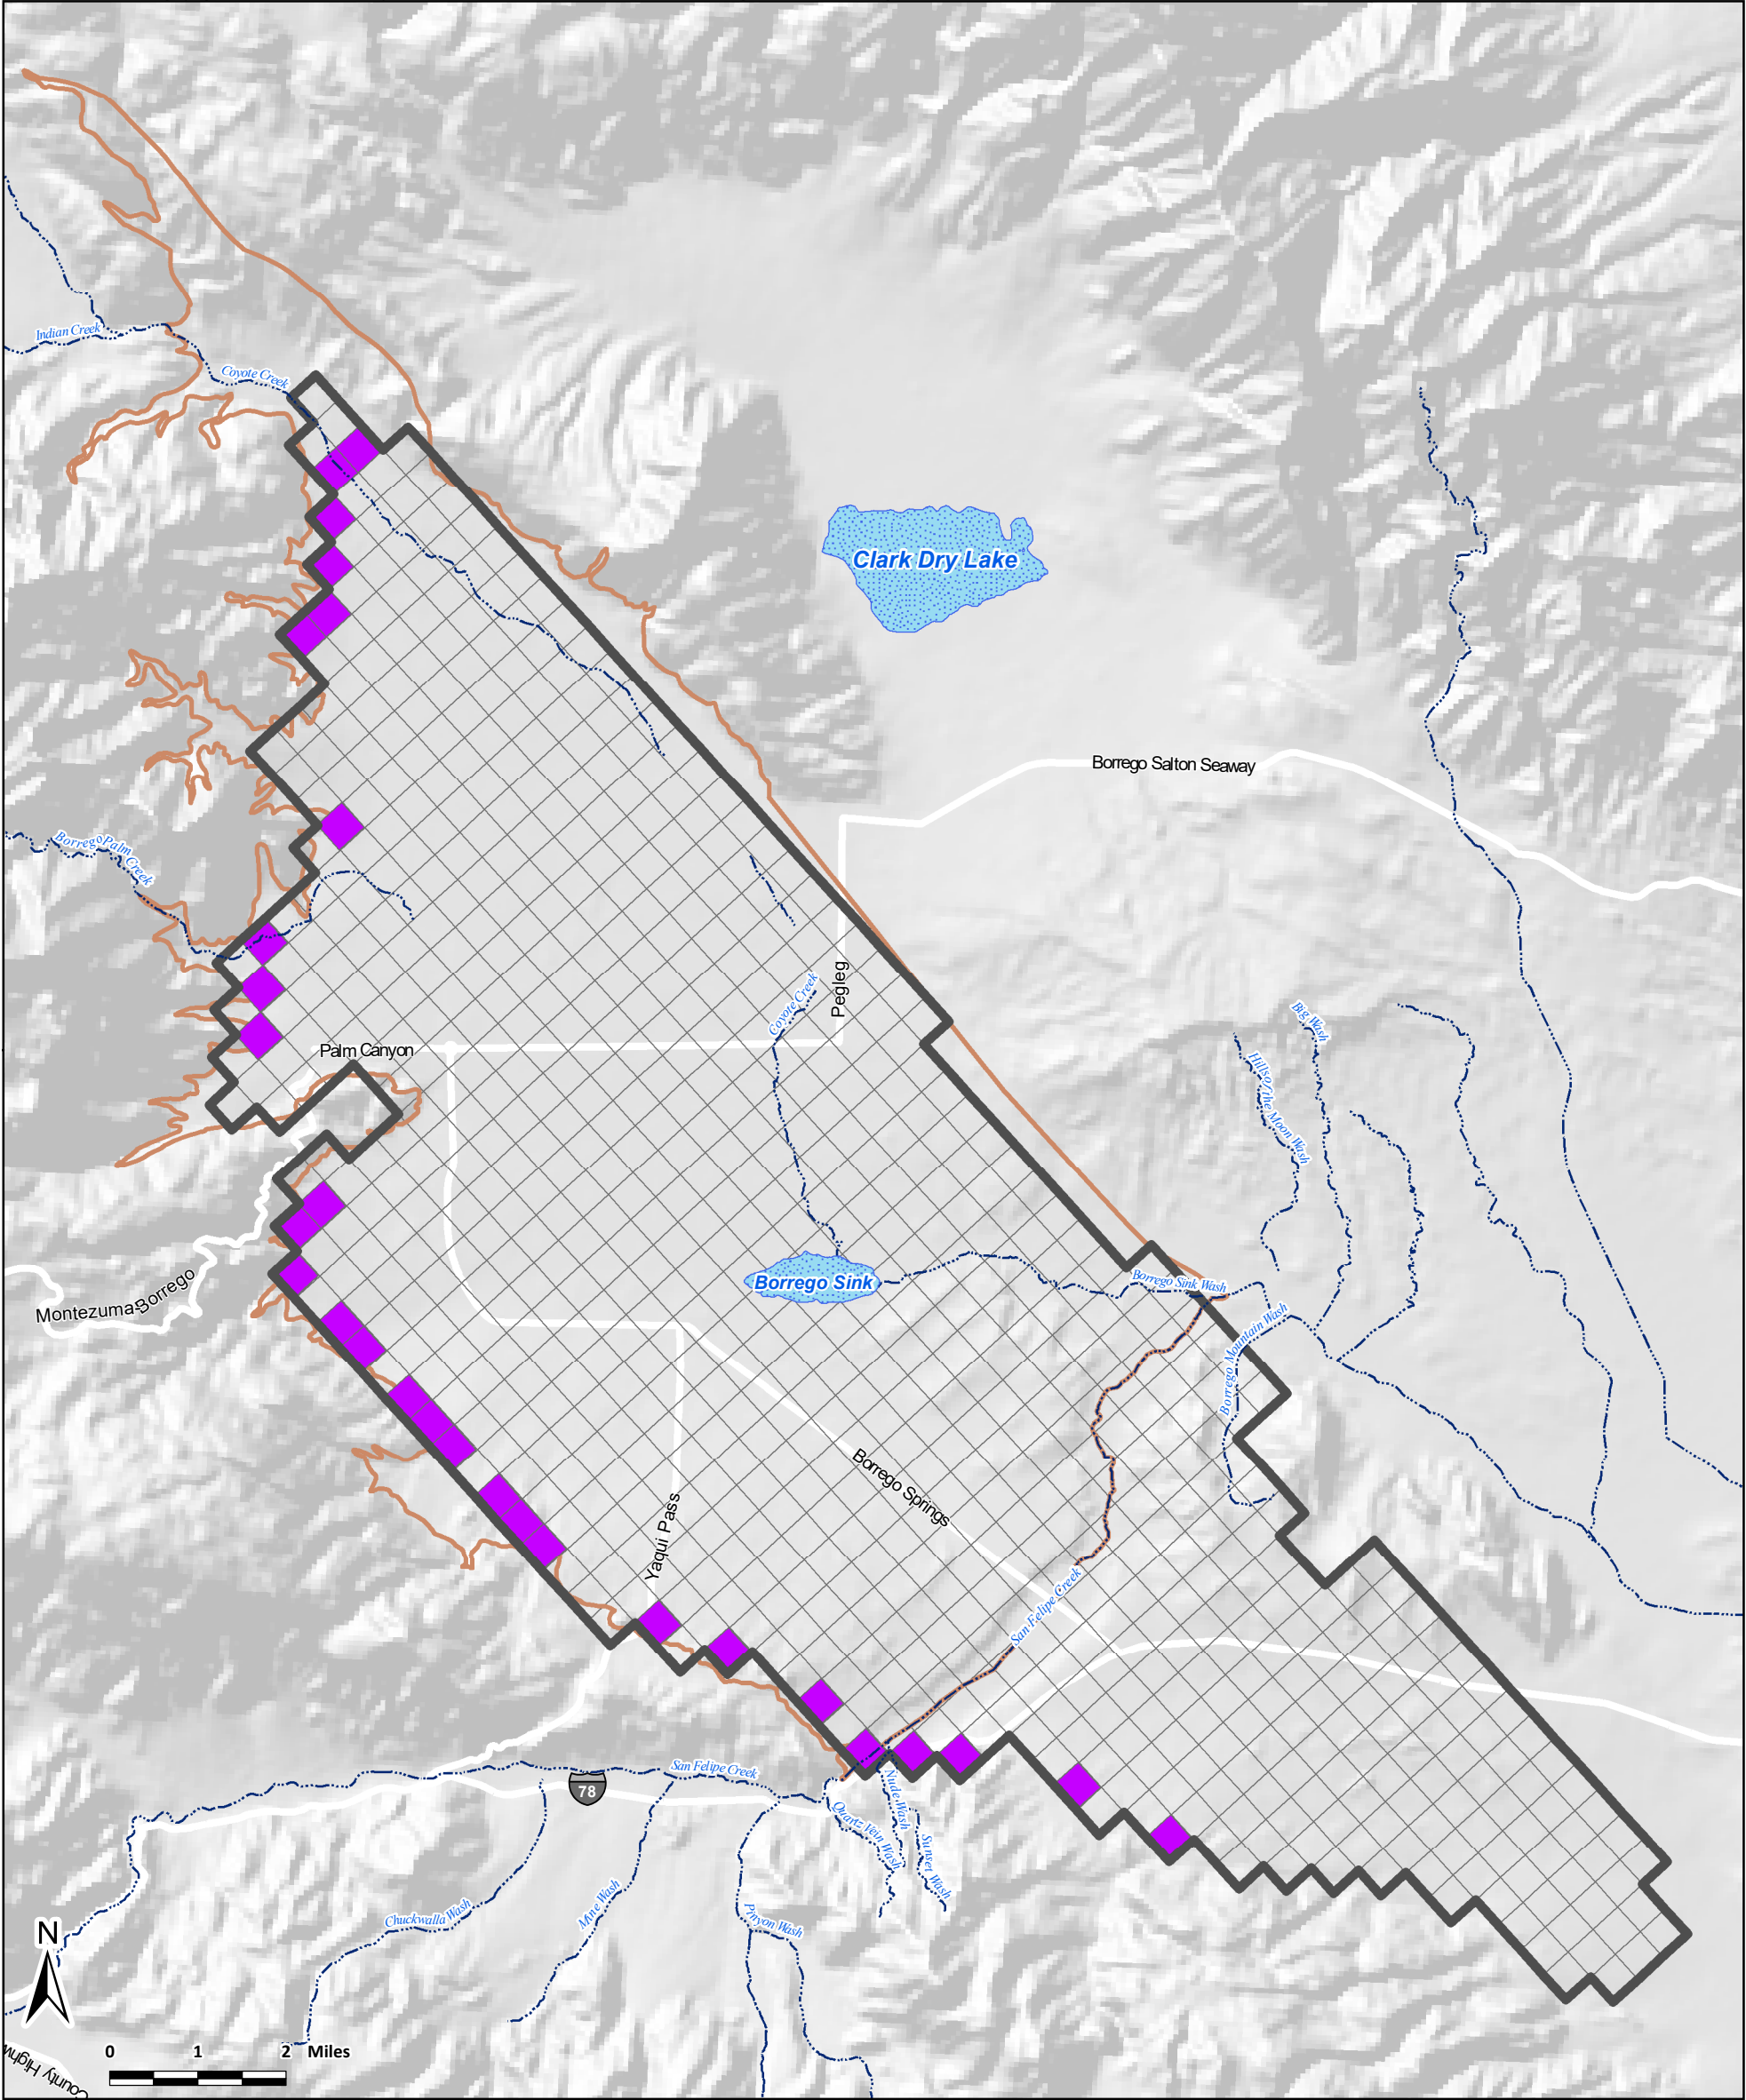 Indian Creek
Coyote Creek
Clark Dry Lake
Borrego Salton Seaway
Borrego Palm Creek
Pegleg
Coyote Creek
Palm Canyon
Big Wash
Hills of the Moon Wash
Borrego Sink
Borrego Sink Wash
Montezuma-Borrego
Borrego Mountain Wash
Borrego Springs
Yaqui Pass
San Felipe Creek
San Felipe Creek
78
Nude Wash
Quartz Vein Wash
Sunset Wash
Chuckwalla Wash
Mine Wash
Pinyon Wash
N
0 1 2 Miles
County Highw